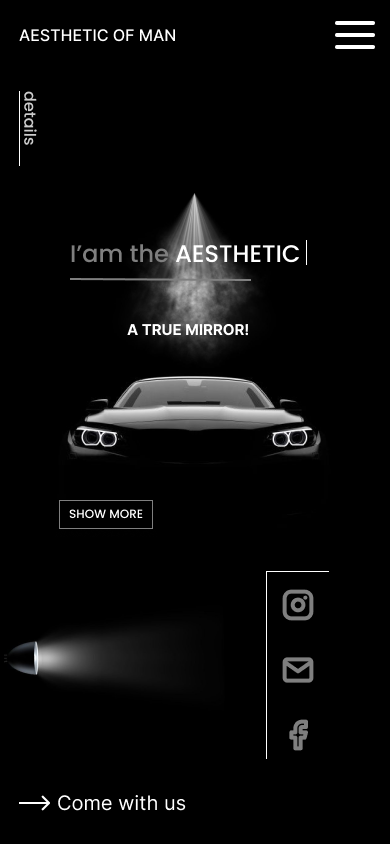 AESTHETIC OF MAN
details
I’am the AESTHETIC
A TRUE MIRROR!
SHOW MORE
Come with us